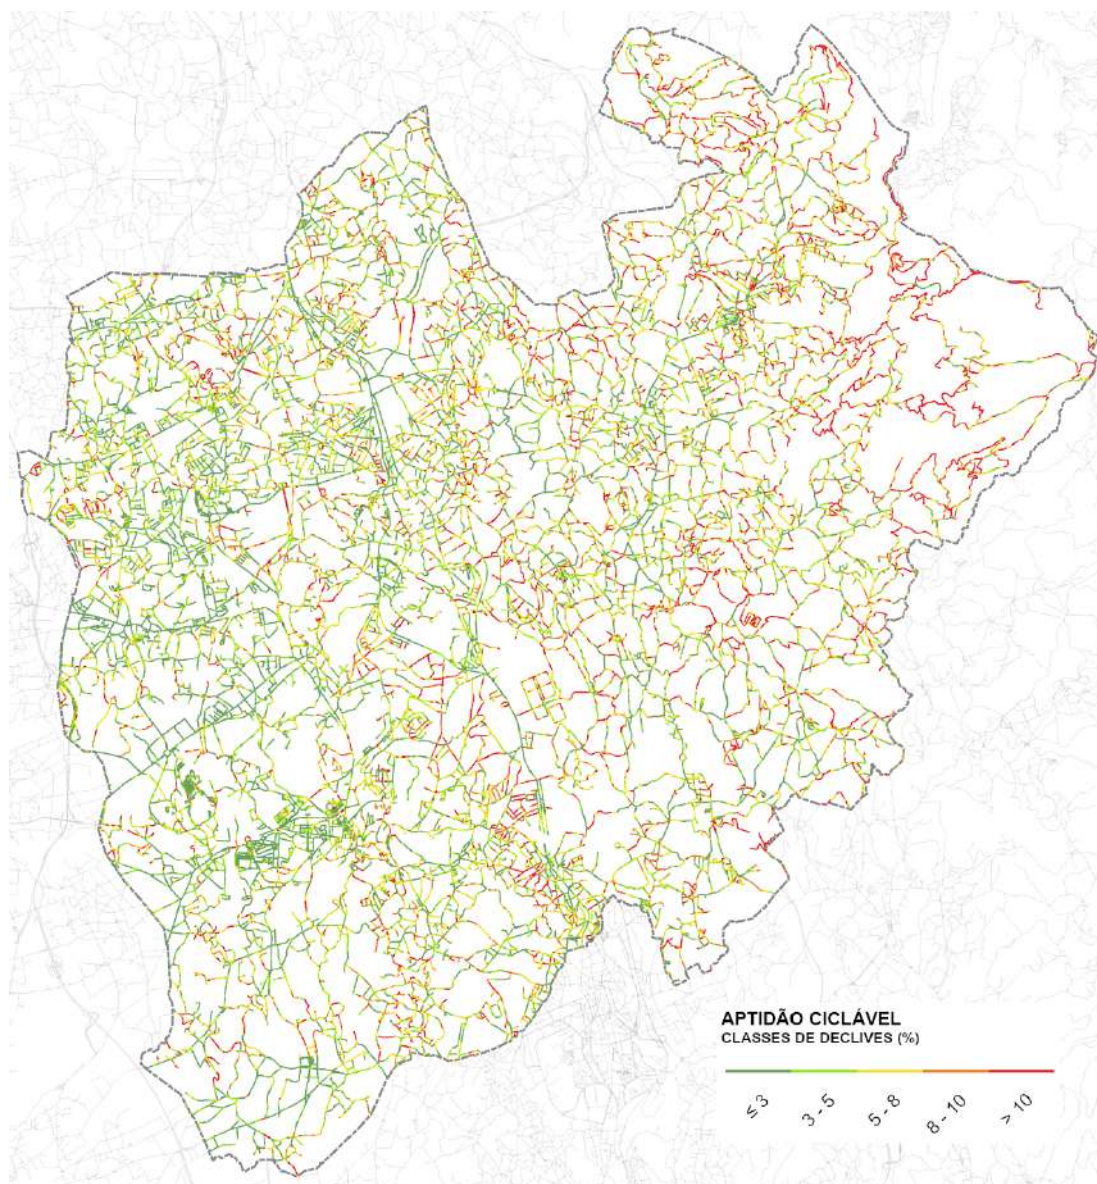 APTIDÃO CICLÁVEL
CLASSES DE DECLIVES (%)
≤ 3
3 - 5
5 - 8
8 - 10
> 10